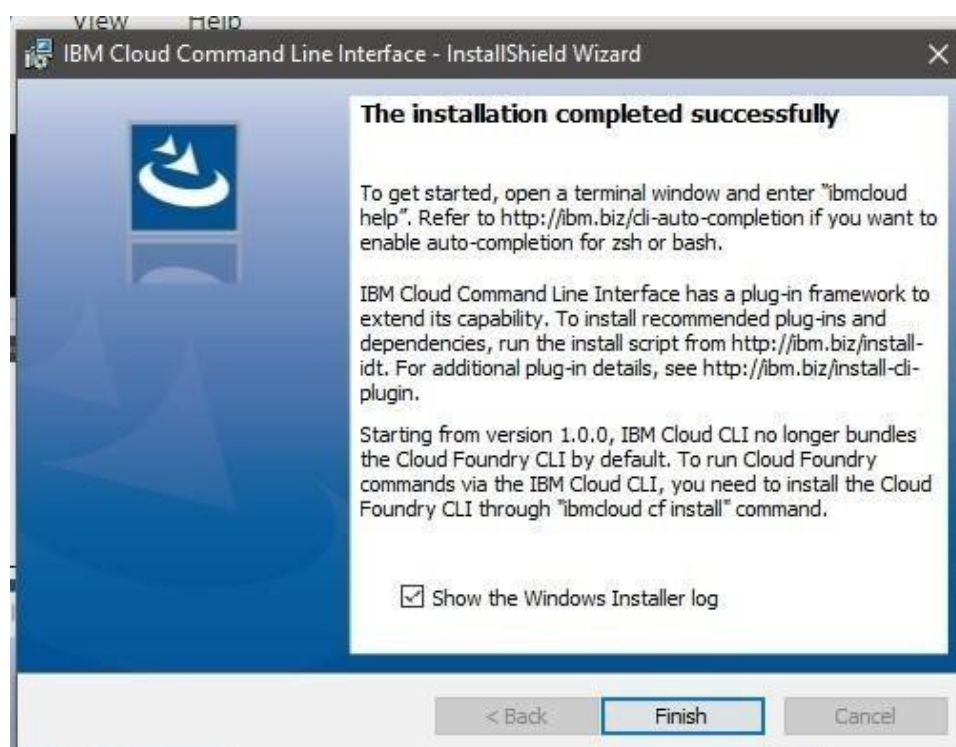 View Help
IBM Cloud Command Line Interface - InstallShield Wizard
The installation completed successfully
To get started, open a terminal window and enter "ibmcloud
help". Refer to http://ibm.biz/cli-auto-completion if you want to
enable auto-completion for zsh or bash.
IBM Cloud Command Line Interface has a plug-in framework to
extend its capability. To install recommended plug-ins and
dependencies, run the install script from http://ibm.biz/install-
idt. For additional plug-in details, see http://ibm.biz/install-cli-
plugin.
Starting from version 1.0.0, IBM Cloud CLI no longer bundles
the Cloud Foundry CLI by default. To run Cloud Foundry
commands via the IBM Cloud CLI, you need to install the Cloud
Foundry CLI through "ibmcloud cf install" command.
Show the Windows Installer log
< Back Finish Cancel